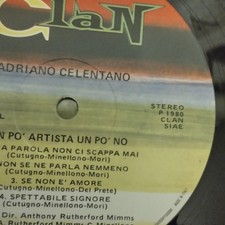 CLAN
ADRIANO CELENTANO
STEREO
P 1980
CLAN
SIAE
N PO' ARTISTA UN PO' NO
A PAROLA NON CI SCAPPA MAI
(Cutugno-Minellono-Mori)
NON SE NE PARLA NEMMENO
(Cutugno-Minellono-Mori)
3. SE NON E' AMORE
(Cutugno-Minellono-Del Prete)
4. SPETTABILE SIGNORE
(Cutugno-Minellono-Mori)
Dir. Anthony Rutherford Mimms
Rutherford Mimms